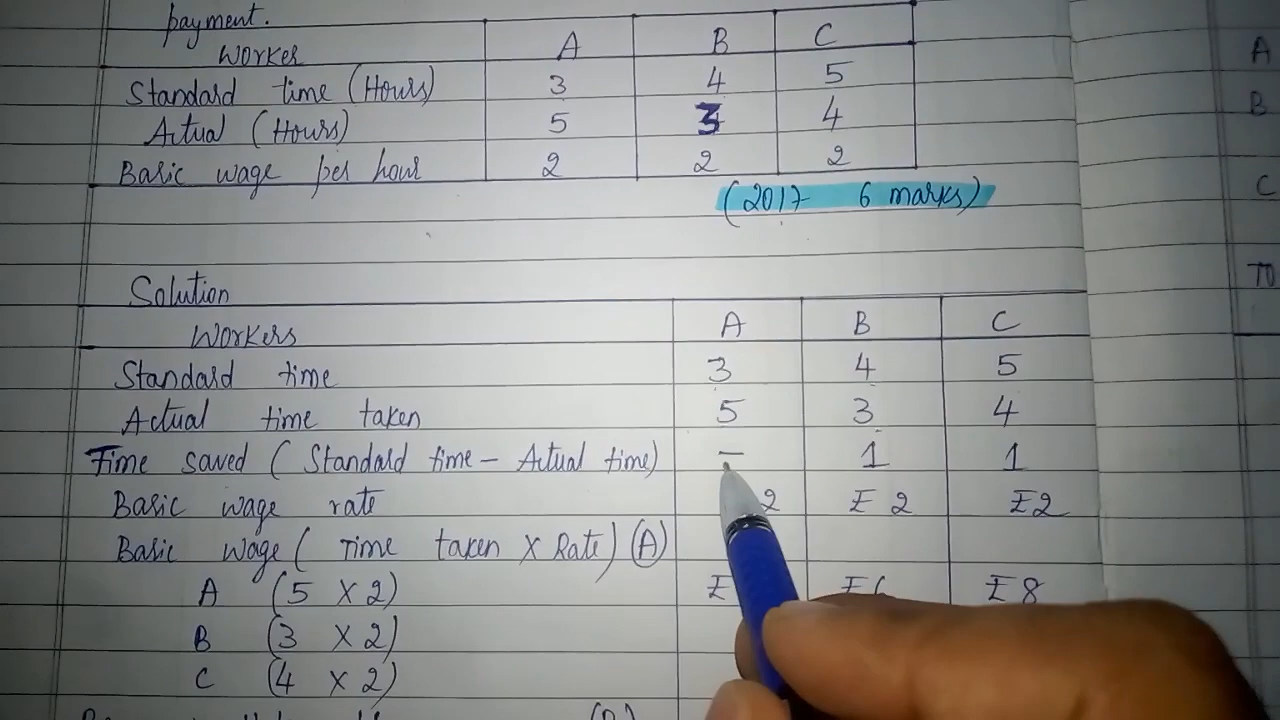 payment.
Worker A B C
Standard time (Hours) 3 4 5
Actual (Hours) 5 3 4
Basic wage per hour 2 2 2
(2017 6 marks)
Solution
Workers A B C
Standard time 3 4 5
Actual time taken 5 3 4
Time saved ( Standard time - Actual time) - 1 1
Basic wage rate 2 ₹ 2 ₹2
Basic wage ( Time taken X Rate) (A)
A (5 X 2) ₹ ₹6 ₹8
B (3 X 2)
C (4 X 2)
(B)
A
B
C
TO